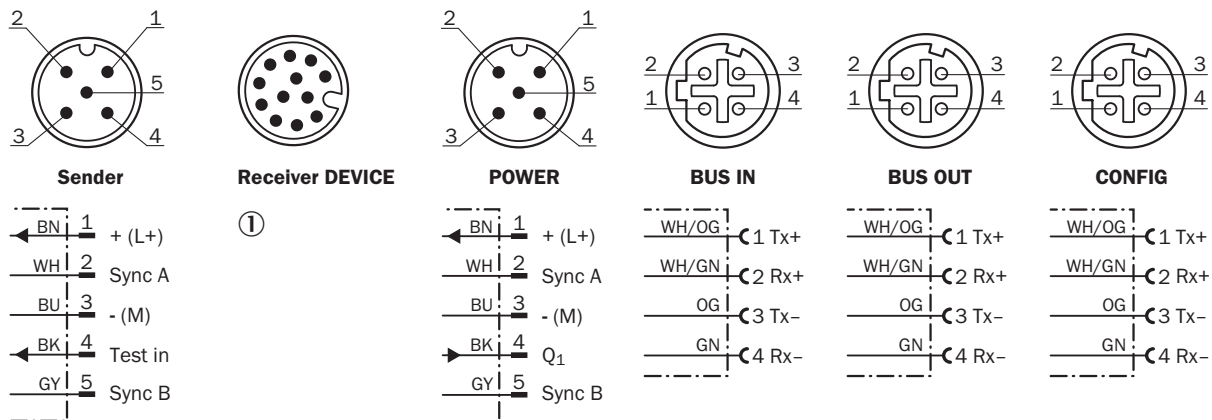 2 1
5
3 4
2 1
5
3 4
2 3
1 4
2 3
1 4
2 3
1 4
Sender
Receiver DEVICE
POWER
BUS IN
BUS OUT
CONFIG
BN 1 + (L+)
WH 2 Sync A
BU 3 - (M)
BK 4 Test in
GY 5 Sync B
①
BN 1 + (L+)
WH 2 Sync A
BU 3 - (M)
BK 4 Q₁
GY 5 Sync B
WH/OG 1 Tx+
WH/GN 2 Rx+
OG 3 Tx–
GN 4 Rx–
WH/OG 1 Tx+
WH/GN 2 Rx+
OG 3 Tx–
GN 4 Rx–
WH/OG 1 Tx+
WH/GN 2 Rx+
OG 3 Tx–
GN 4 Rx–